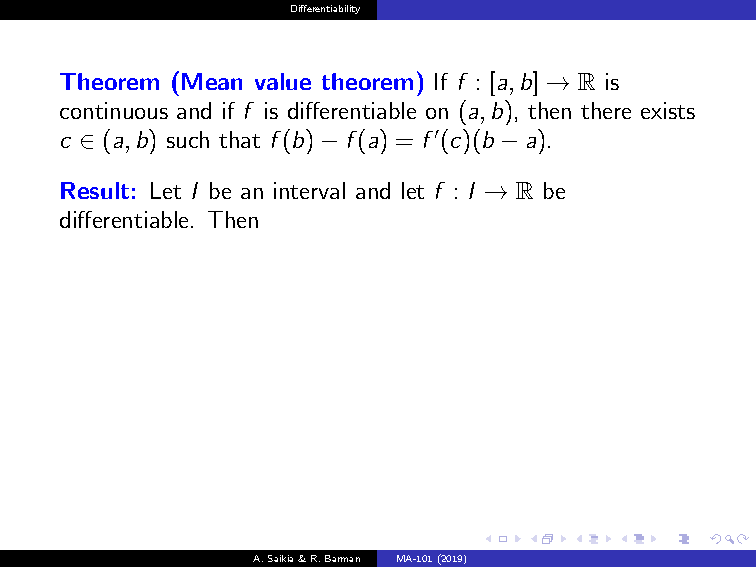 Differentiability
Theorem (Mean value theorem) If f : [a, b] → ℝ is
continuous and if f is differentiable on (a, b), then there exists
c ∈ (a, b) such that f(b) − f(a) = f′(c)(b − a).
Result: Let I be an interval and let f : I → ℝ be
differentiable. Then
A. Saikia & R. Barman MA-101 (2019)